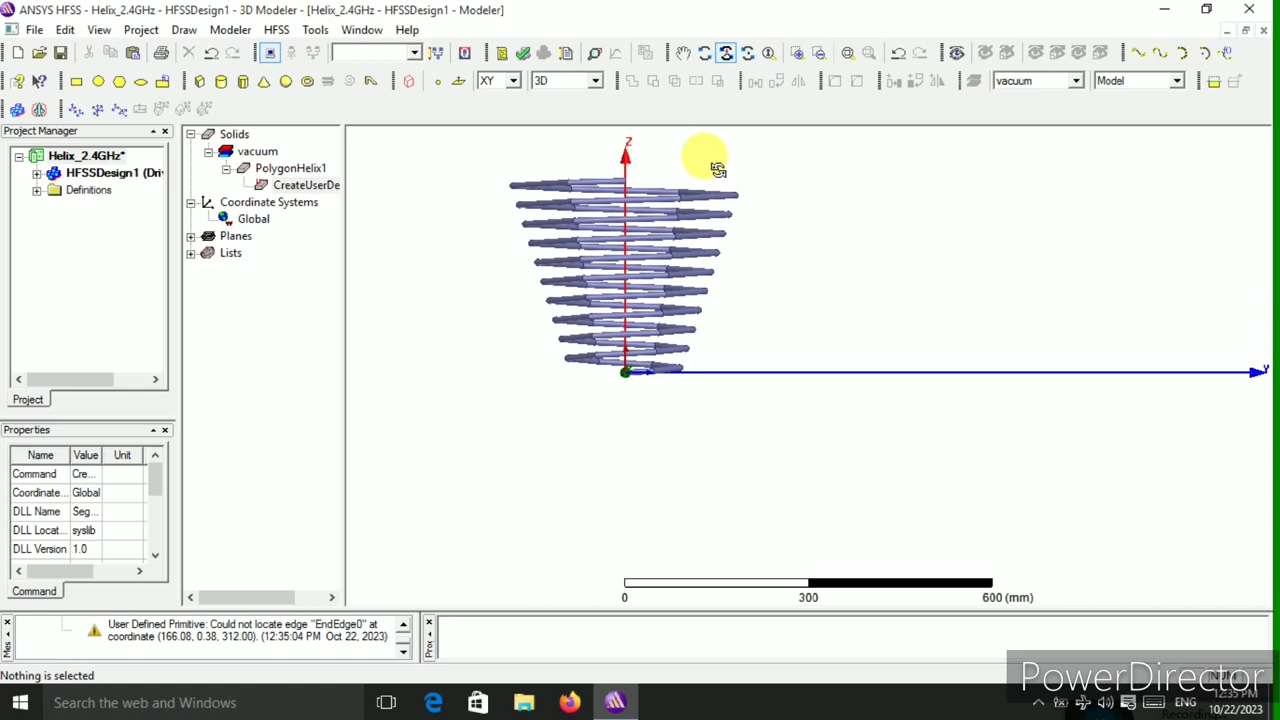 ANSYS HFSS - Helix_2.4GHz - HFSSDesign1 - 3D Modeler - [Helix_2.4GHz - HFSSDesign1 - Modeler]
File Edit View Project Draw Modeler HFSS Tools Window Help
XY 3D vacuum Model
Project Manager
Helix_2.4GHz*
HFSSDesign1 (Dri
Definitions
Project
Solids
vacuum
PolygonHelix1
CreateUserDe
Coordinate Systems
Global
Planes
Lists
Z
Y
0 300 600 (mm)
Properties
Name Value Unit
Command Cre...
Coordinate... Global
DLL Name Seg...
DLL Locat... syslib
DLL Version 1.0
Command
User Defined Primitive: Could not locate edge "EndEdge0" at
coordinate (166.08, 0.38, 312.00). (12:35:04 PM Oct 22, 2023)
Nothing is selected
NUM
PowerDirector
Search the web and Windows
ENG
12:35 PM
10/22/2023